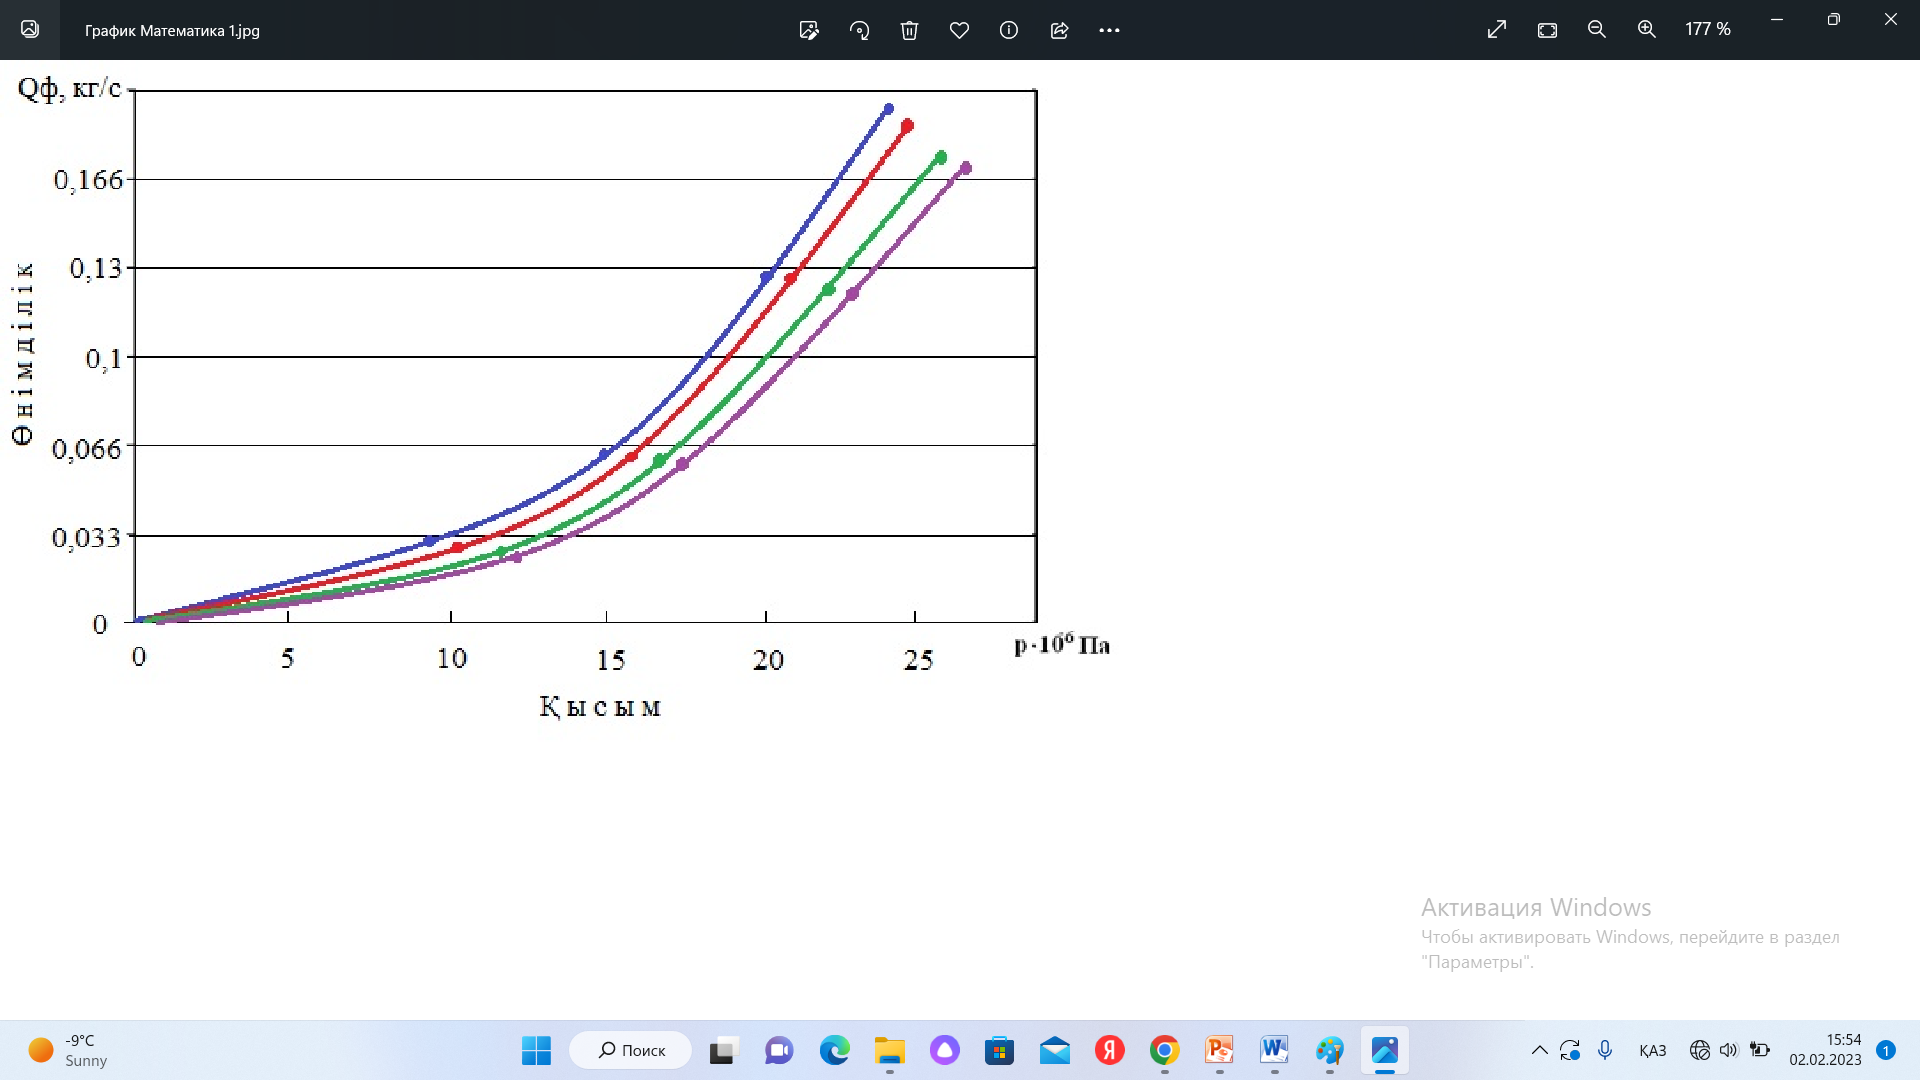 График Математика 1.jpg
177 %
Qф, кг/с
0,166
0,13
0,1
0,066
0,033
0
Өнімділік
0 5 10 15 20 25
р·10⁶ Па
Қысым
Активация Windows
Чтобы активировать Windows, перейдите в раздел
"Параметры".
-9°C
Sunny
Поиск
ҚАЗ
15:54
02.02.2023
1